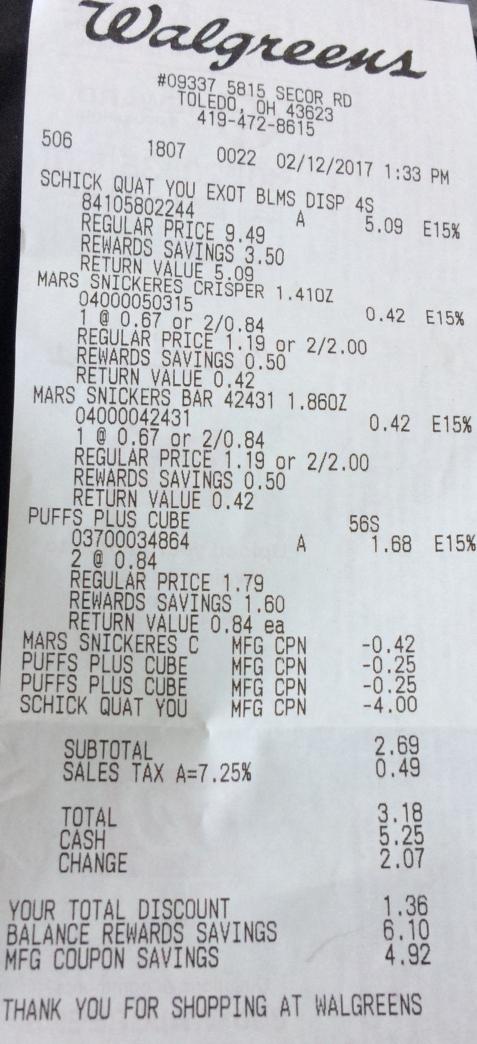 Walgreens
#09337 5815 SECOR RD
TOLEDO, OH 43623
419-472-8615
506 1807 0022 02/12/2017 1:33 PM
SCHICK QUAT YOU EXOT BLMS DISP 4S
84105802244 A 5.09 E15%
REGULAR PRICE 9.49
REWARDS SAVINGS 3.50
RETURN VALUE 5.09
MARS SNICKERES CRISPER 1.41OZ
04000050315 0.42 E15%
1 @ 0.67 or 2/0.84
REGULAR PRICE 1.19 or 2/2.00
REWARDS SAVINGS 0.50
RETURN VALUE 0.42
MARS SNICKERS BAR 42431 1.86OZ
04000042431 0.42 E15%
1 @ 0.67 or 2/0.84
REGULAR PRICE 1.19 or 2/2.00
REWARDS SAVINGS 0.50
RETURN VALUE 0.42
PUFFS PLUS CUBE 56S
03700034864 A 1.68 E15%
2 @ 0.84
REGULAR PRICE 1.79
REWARDS SAVINGS 1.60
RETURN VALUE 0.84 ea
MARS SNICKERES C MFG CPN -0.42
PUFFS PLUS CUBE MFG CPN -0.25
PUFFS PLUS CUBE MFG CPN -0.25
SCHICK QUAT YOU MFG CPN -4.00
SUBTOTAL 2.69
SALES TAX A=7.25% 0.49
TOTAL 3.18
CASH 5.25
CHANGE 2.07
YOUR TOTAL DISCOUNT 1.36
BALANCE REWARDS SAVINGS 6.10
MFG COUPON SAVINGS 4.92
THANK YOU FOR SHOPPING AT WALGREENS